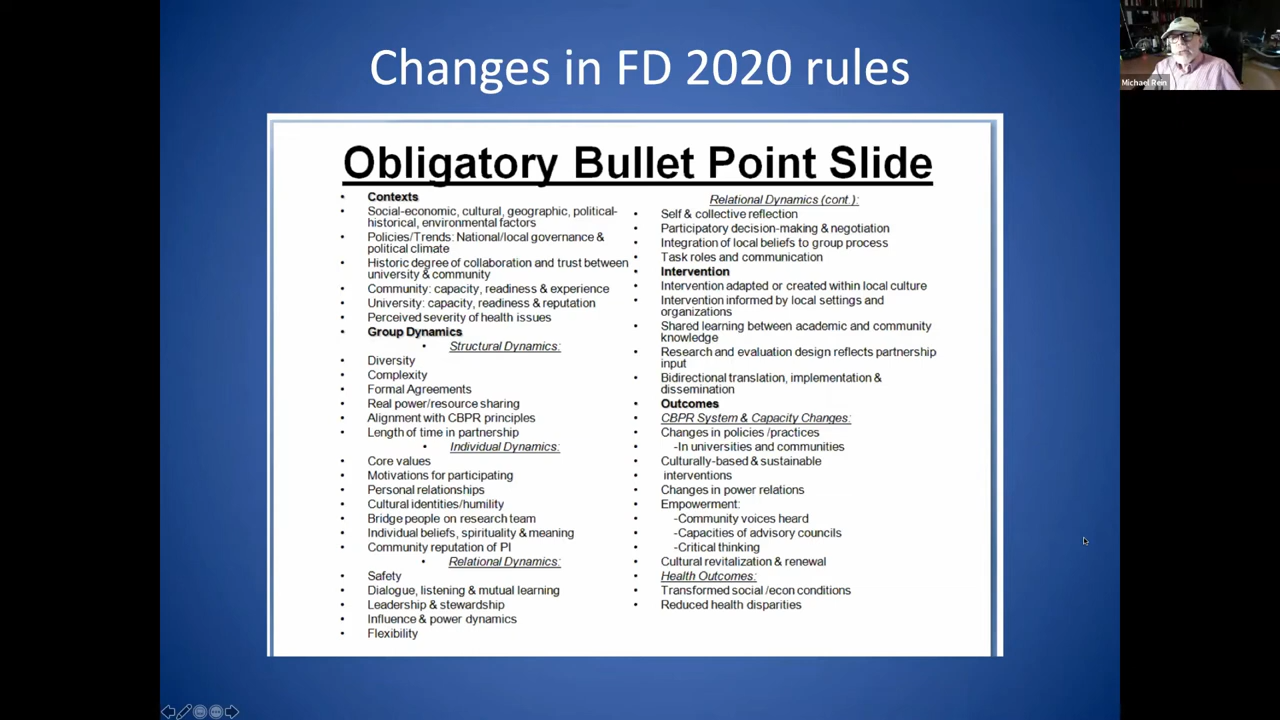 Changes in FD 2020 rules
Michael Rein
Obligatory Bullet Point Slide
• Contexts
• Social-economic, cultural, geographic, political-
historical, environmental factors
• Policies/Trends: National/local governance &
political climate
• Historic degree of collaboration and trust between
university & community
• Community: capacity, readiness & experience
• University: capacity, readiness & reputation
• Perceived severity of health issues
• Group Dynamics
• Structural Dynamics:
• Diversity
• Complexity
• Formal Agreements
• Real power/resource sharing
• Alignment with CBPR principles
• Length of time in partnership
• Individual Dynamics:
• Core values
• Motivations for participating
• Personal relationships
• Cultural identities/humility
• Bridge people on research team
• Individual beliefs, spirituality & meaning
• Community reputation of PI
• Relational Dynamics:
• Safety
• Dialogue, listening & mutual learning
• Leadership & stewardship
• Influence & power dynamics
• Flexibility
Relational Dynamics (cont.):
• Self & collective reflection
• Participatory decision-making & negotiation
• Integration of local beliefs to group process
• Task roles and communication
• Intervention
• Intervention adapted or created within local culture
• Intervention informed by local settings and
organizations
• Shared learning between academic and community
knowledge
• Research and evaluation design reflects partnership
input
• Bidirectional translation, implementation &
dissemination
• Outcomes
• CBPR System & Capacity Changes:
• Changes in policies /practices
• -In universities and communities
• Culturally-based & sustainable
• interventions
• Changes in power relations
• Empowerment:
• -Community voices heard
• -Capacities of advisory councils
• -Critical thinking
• Cultural revitalization & renewal
• Health Outcomes:
• Transformed social /econ conditions
• Reduced health disparities